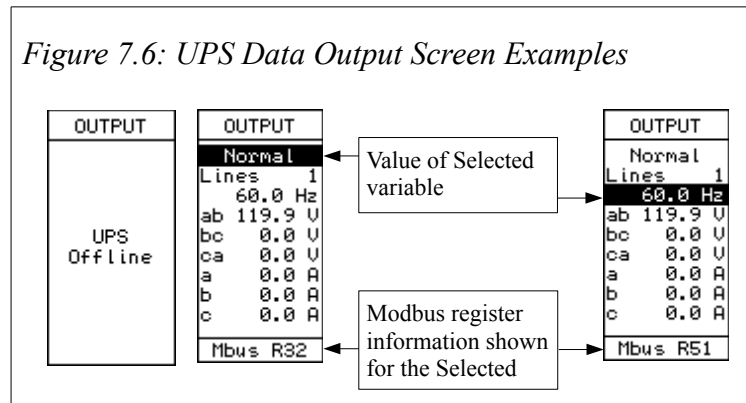 Figure 7.6: UPS Data Output Screen Examples
OUTPUT
UPS
Offline
OUTPUT
Normal
Lines 1
60.0 Hz
ab 119.9 V
bc 0.0 V
ca 0.0 V
a 0.0 A
b 0.0 A
c 0.0 A
Mbus R32
Value of Selected
variable
Modbus register
information shown
for the Selected
OUTPUT
Normal
Lines 1
60.0 Hz
ab 119.9 V
bc 0.0 V
ca 0.0 V
a 0.0 A
b 0.0 A
c 0.0 A
Mbus R51